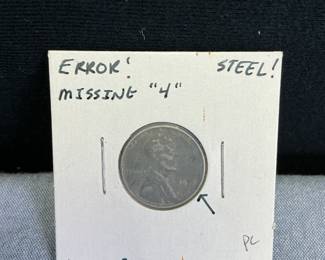 ERROR! STEEL!
MISSING "4"
PC